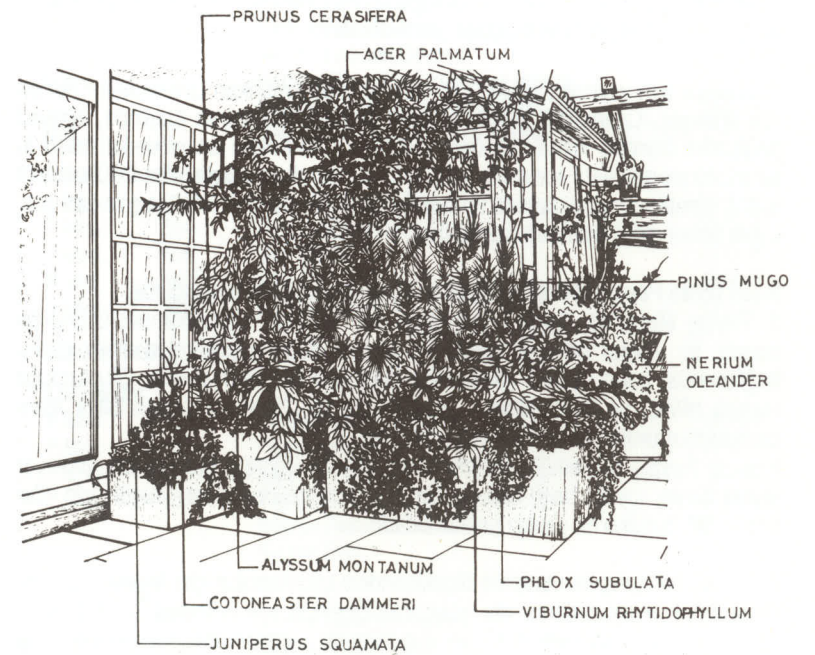 PRUNUS CERASIFERA
ACER PALMATUM
PINUS MUGO
NERIUM
OLEANDER
ALYSSUM MONTANUM
PHLOX SUBULATA
COTONEASTER DAMMERI
VIBURNUM RHYTIDOPHYLLUM
JUNIPERUS SQUAMATA